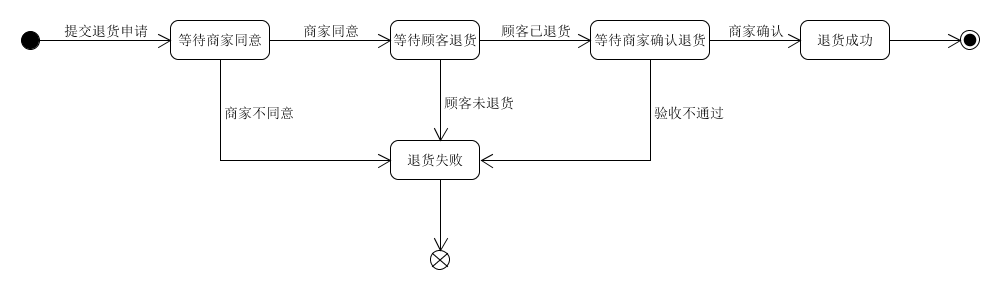 提交退货申请
等待商家同意
商家同意
等待顾客退货
顾客已退货
等待商家确认退货
商家确认
退货成功
商家不同意
顾客未退货
验收不通过
退货失败